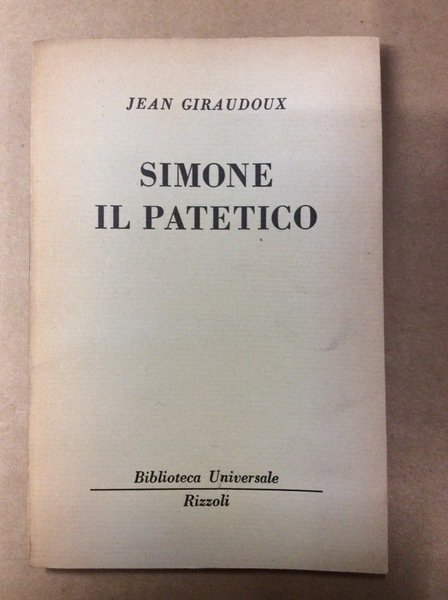 JEAN GIRAUDOUX
SIMONE
IL PATETICO
Biblioteca Universale
Rizzoli